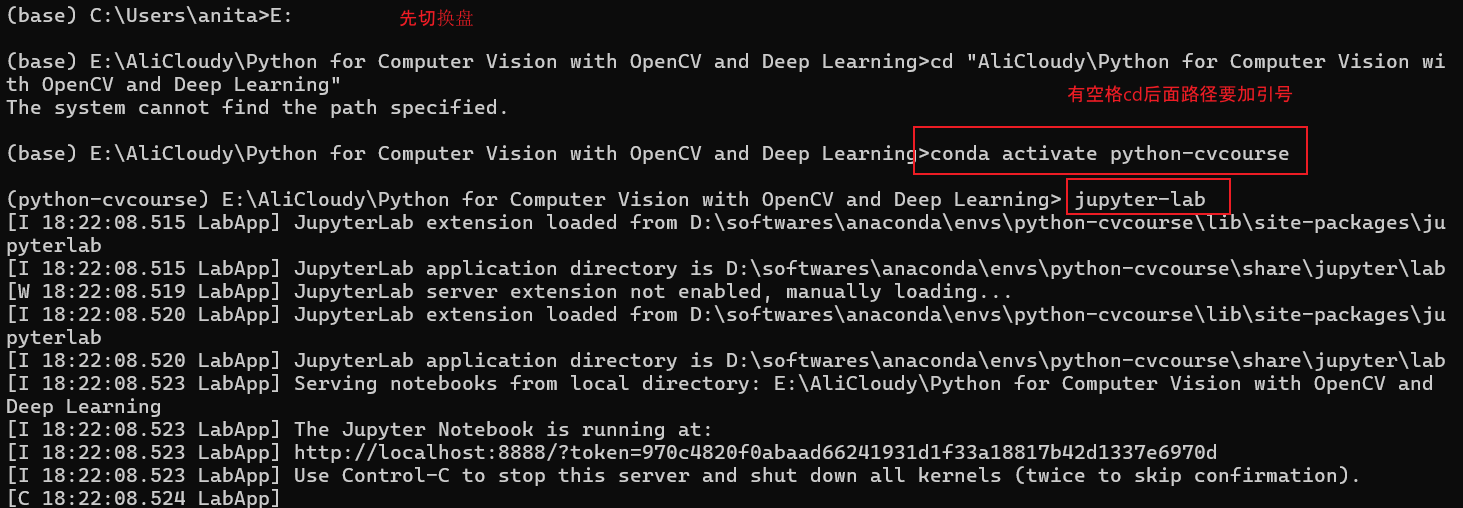 (base) C:\Users\anita>E:
先切换盘
(base) E:\AliCloudy\Python for Computer Vision with OpenCV and Deep Learning>cd "AliCloudy\Python for Computer Vision wi
th OpenCV and Deep Learning"
The system cannot find the path specified.
有空格cd后面路径要加引号
(base) E:\AliCloudy\Python for Computer Vision with OpenCV and Deep Learning>conda activate python-cvcourse
(python-cvcourse) E:\AliCloudy\Python for Computer Vision with OpenCV and Deep Learning> jupyter-lab
[I 18:22:08.515 LabApp] JupyterLab extension loaded from D:\softwares\anaconda\envs\python-cvcourse\lib\site-packages\ju
pyterlab
[I 18:22:08.515 LabApp] JupyterLab application directory is D:\softwares\anaconda\envs\python-cvcourse\share\jupyter\lab
[W 18:22:08.519 LabApp] JupyterLab server extension not enabled, manually loading...
[I 18:22:08.520 LabApp] JupyterLab extension loaded from D:\softwares\anaconda\envs\python-cvcourse\lib\site-packages\ju
pyterlab
[I 18:22:08.520 LabApp] JupyterLab application directory is D:\softwares\anaconda\envs\python-cvcourse\share\jupyter\lab
[I 18:22:08.523 LabApp] Serving notebooks from local directory: E:\AliCloudy\Python for Computer Vision with OpenCV and
Deep Learning
[I 18:22:08.523 LabApp] The Jupyter Notebook is running at:
[I 18:22:08.523 LabApp] http://localhost:8888/?token=970c4820f0abaad66241931d1f33a18817b42d1337e6970d
[I 18:22:08.523 LabApp] Use Control-C to stop this server and shut down all kernels (twice to skip confirmation).
[C 18:22:08.524 LabApp]